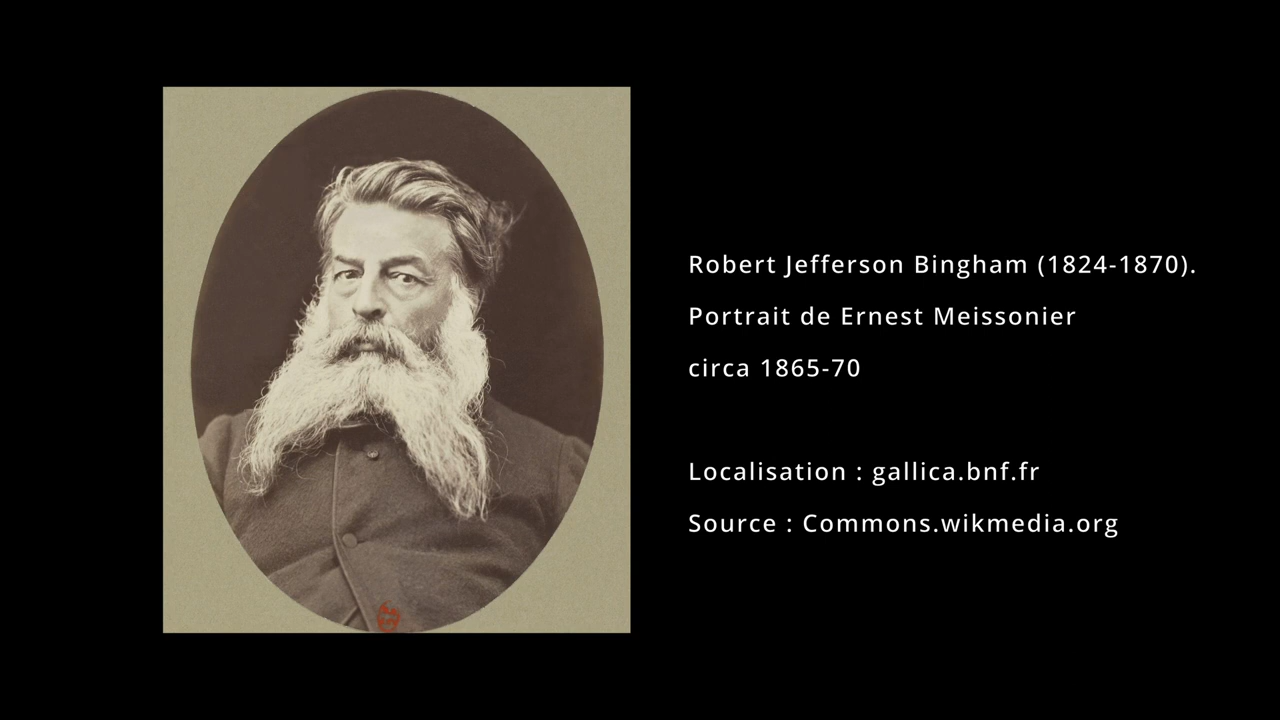 Robert Jefferson Bingham (1824-1870).
Portrait de Ernest Meissonier
circa 1865-70
Localisation : gallica.bnf.fr
Source : Commons.wikmedia.org